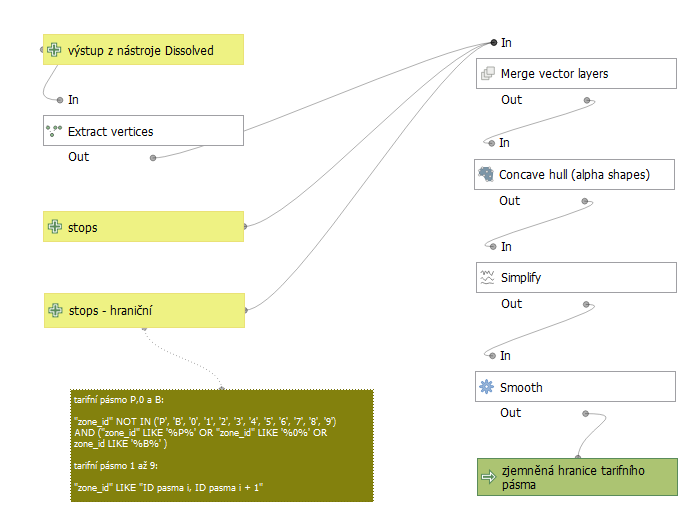 výstup z nástroje Dissolved
In
Extract vertices
Out
stops
stops - hraniční
tarifní pásmo P,0 a B:
"zone_id" NOT IN ('P', 'B', '0', '1', '2', '3', '4', '5', '6', '7', '8', '9')
AND ("zone_id" LIKE '%P%' OR "zone_id" LIKE '%0%' OR
zone_id LIKE '%B%' )
tarifní pásmo 1 až 9:
"zone_id" LIKE "ID pasma i, ID pasma i + 1"
In
Merge vector layers
Out
In
Concave hull (alpha shapes)
Out
In
Simplify
Out
In
Smooth
Out
zjemněná hranice tarifního
pásma